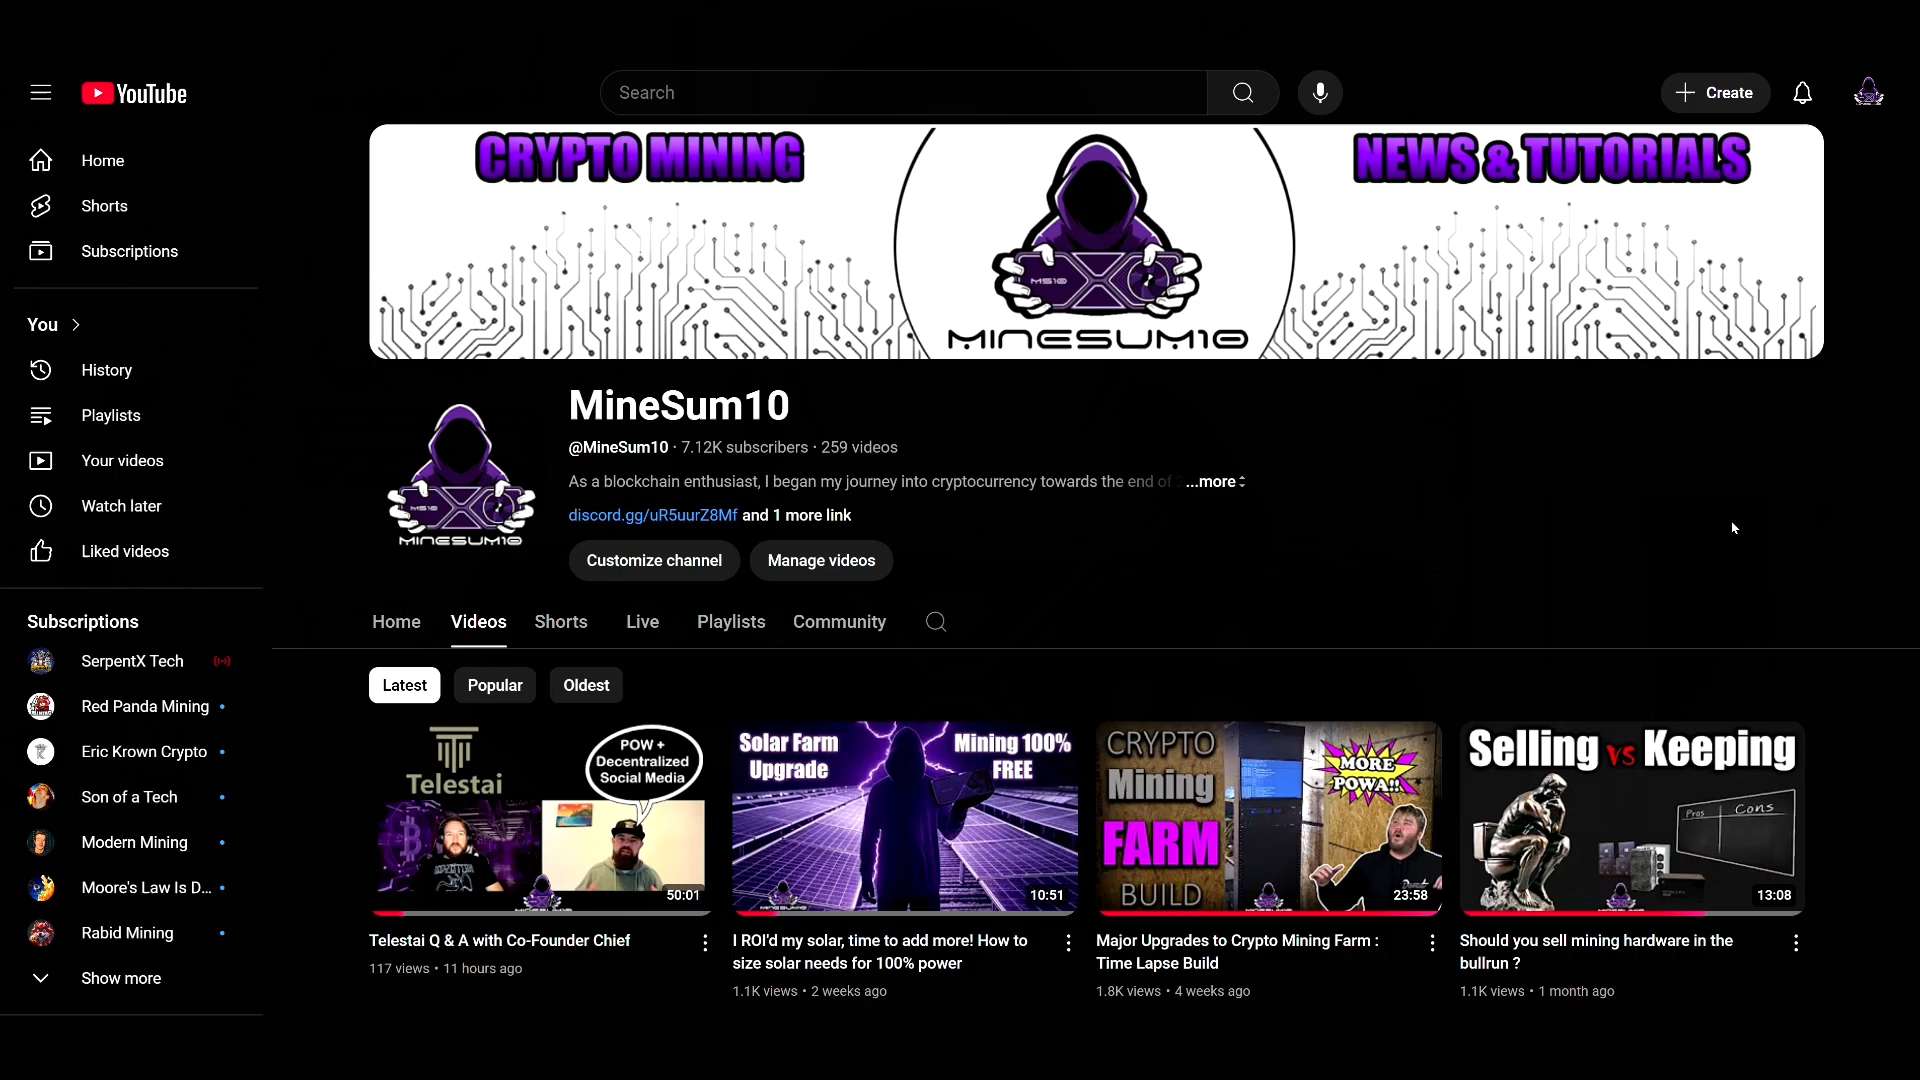 YouTube
Search
Create
Home
Shorts
Subscriptions
You
History
Playlists
Your videos
Watch later
Liked videos
Subscriptions
SerpentX Tech
Red Panda Mining
Eric Krown Crypto
Son of a Tech
Modern Mining
Moore's Law Is D...
Rabid Mining
Show more
CRYPTO MINING
NEWS & TUTORIALS
MS10
MINESUM10
MS10
MINESUM10
MineSum10
@MineSum10 · 7.12K subscribers · 259 videos
As a blockchain enthusiast, I began my journey into cryptocurrency towards the end of ...more
discord.gg/uR5uurZ8Mf and 1 more link
Customize channel
Manage videos
Home
Videos
Shorts
Live
Playlists
Community
Latest
Popular
Oldest
Telestai
POW +
Decentralized
Social Media
50:01
Telestai Q & A with Co-Founder Chief
117 views • 11 hours ago
Solar Farm
Upgrade
Mining 100%
FREE
10:51
I ROI'd my solar, time to add more! How to
size solar needs for 100% power
1.1K views • 2 weeks ago
CRYPTO
Mining
FARM
BUILD
MORE
POWA!!
23:58
Major Upgrades to Crypto Mining Farm :
Time Lapse Build
1.8K views • 4 weeks ago
Selling vs Keeping
Pros
Cons
13:08
Should you sell mining hardware in the
bullrun ?
1.1K views • 1 month ago